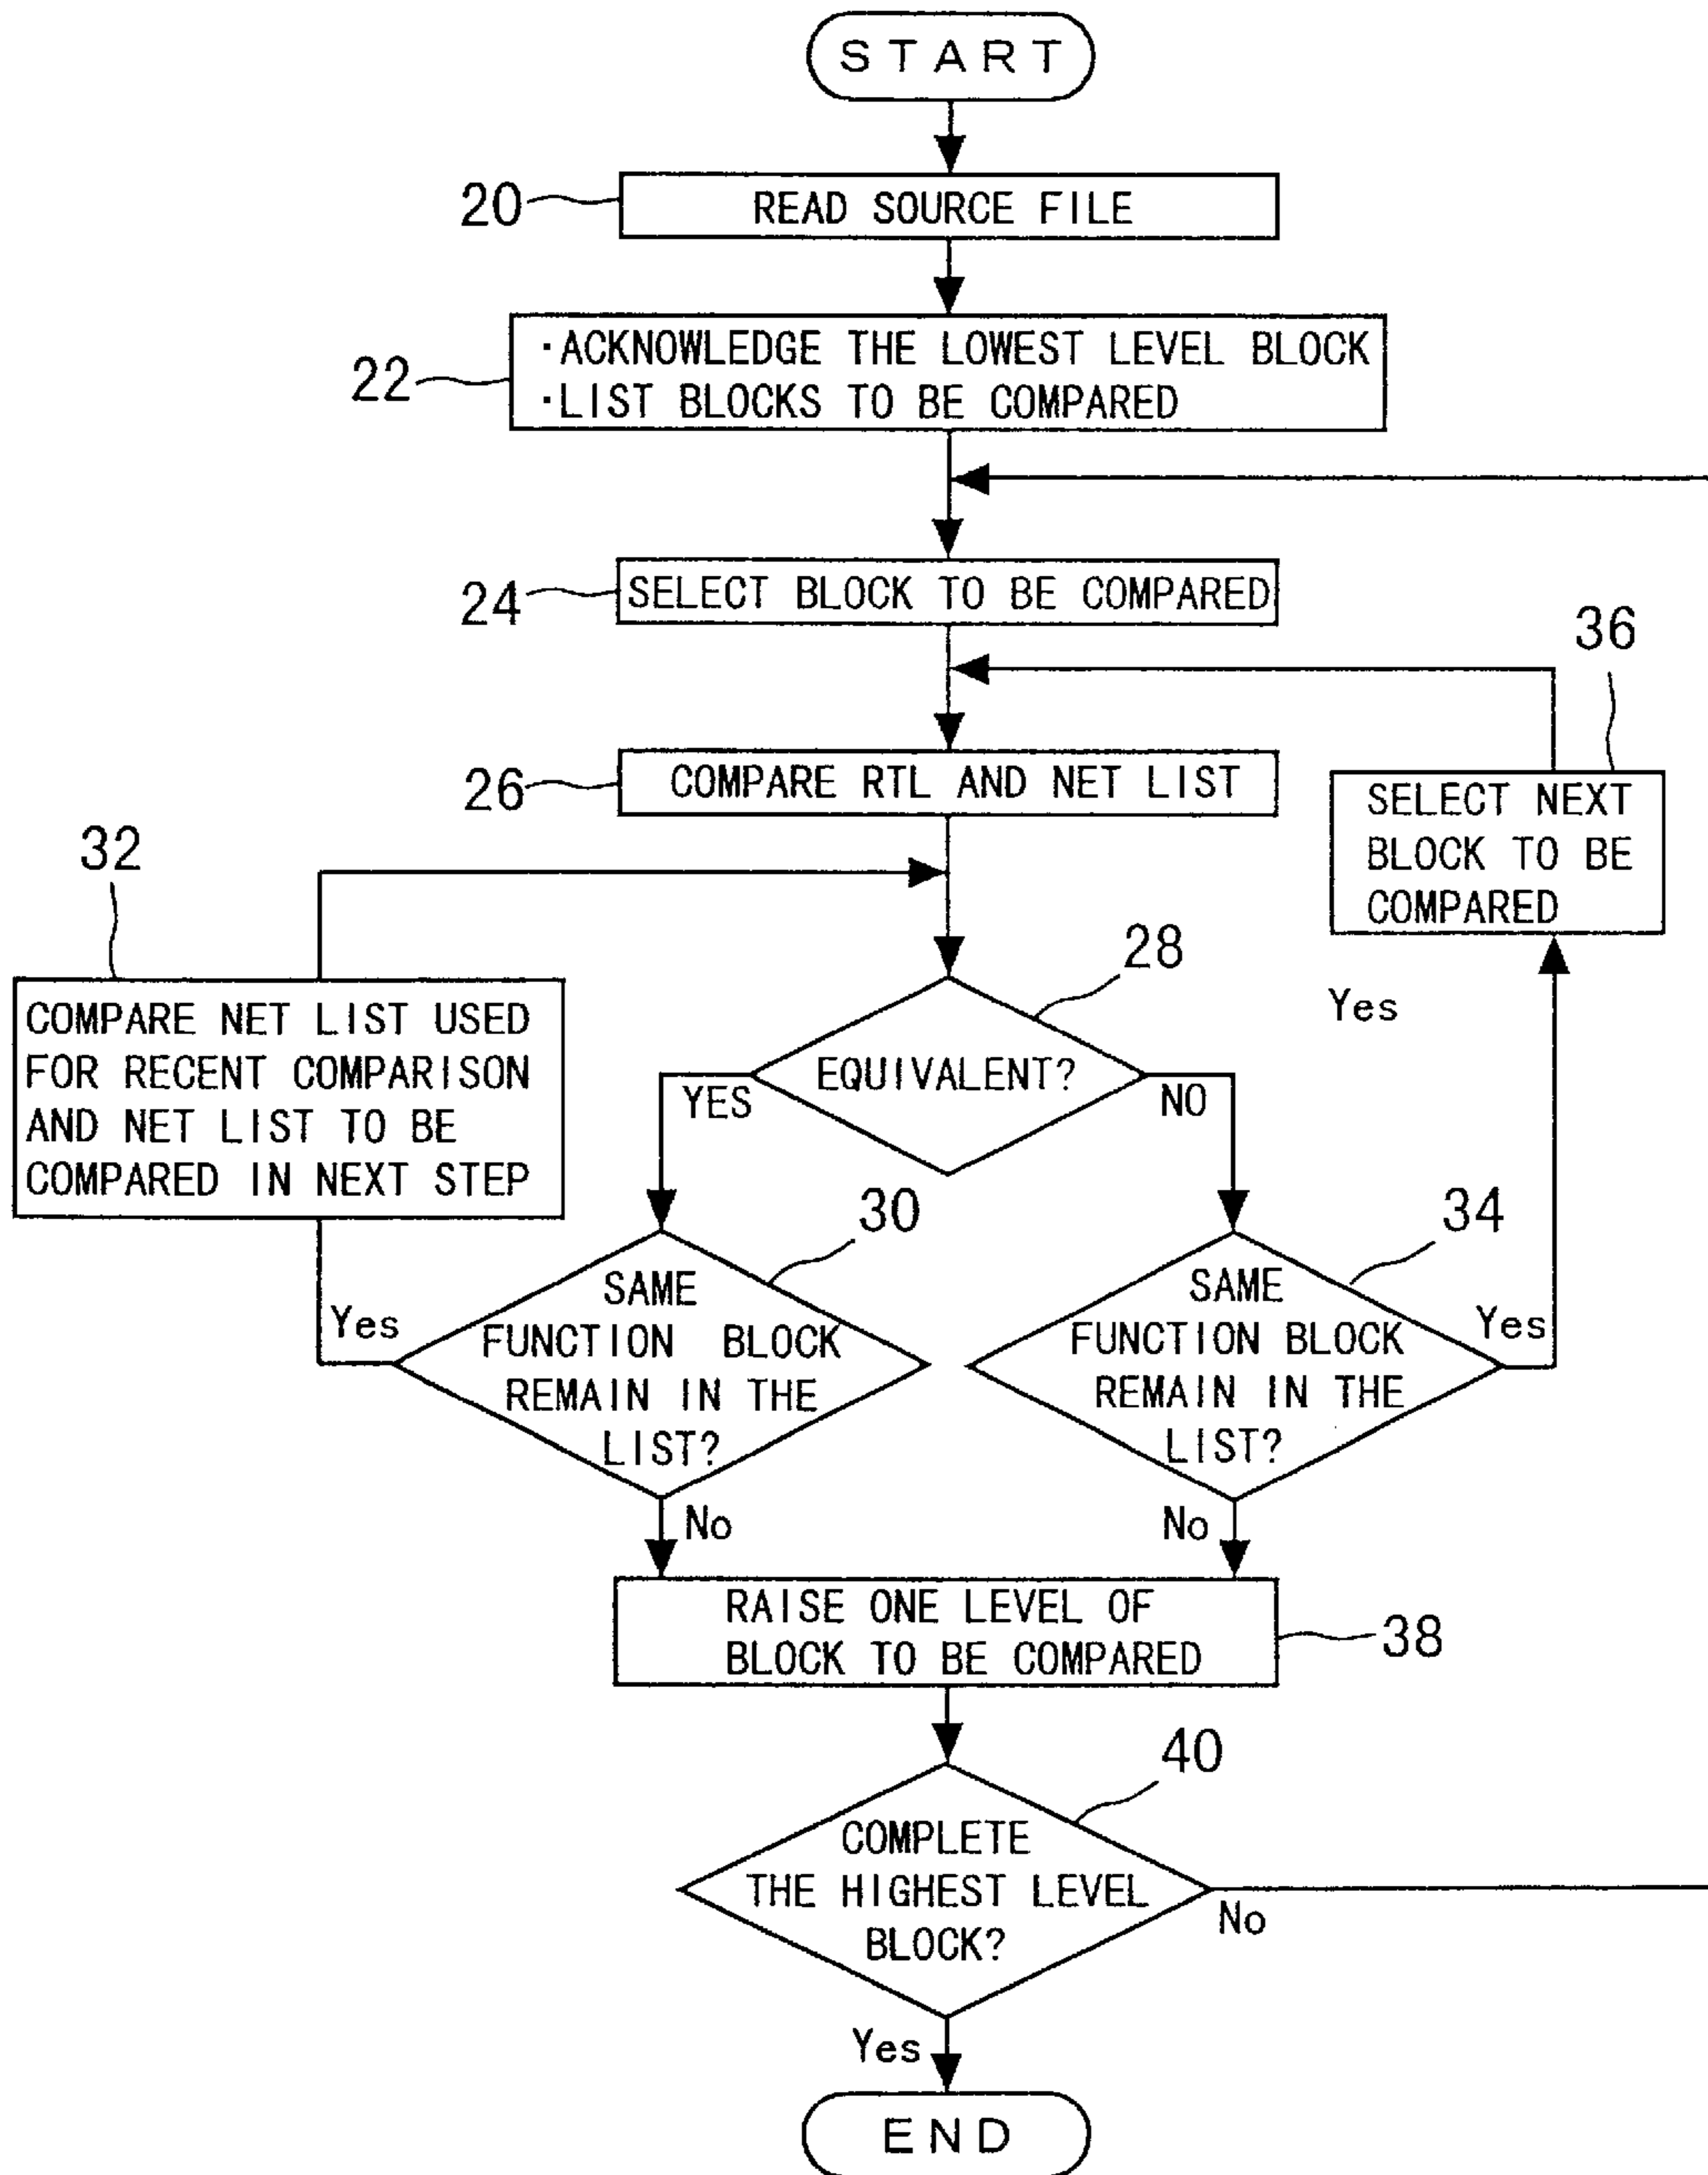 START
20
READ SOURCE FILE
22
·ACKNOWLEDGE THE LOWEST LEVEL BLOCK
·LIST BLOCKS TO BE COMPARED
24
SELECT BLOCK TO BE COMPARED
36
26
COMPARE RTL AND NET LIST
SELECT NEXT
BLOCK TO BE
COMPARED
32
COMPARE NET LIST USED
FOR RECENT COMPARISON
AND NET LIST TO BE
COMPARED IN NEXT STEP
28
Yes
EQUIVALENT?
YES
NO
30
SAME
FUNCTION BLOCK
REMAIN IN THE
LIST?
Yes
34
SAME
FUNCTION BLOCK
REMAIN IN THE
LIST?
Yes
No
No
RAISE ONE LEVEL OF
BLOCK TO BE COMPARED
38
40
COMPLETE
THE HIGHEST LEVEL
BLOCK?
No
Yes
END